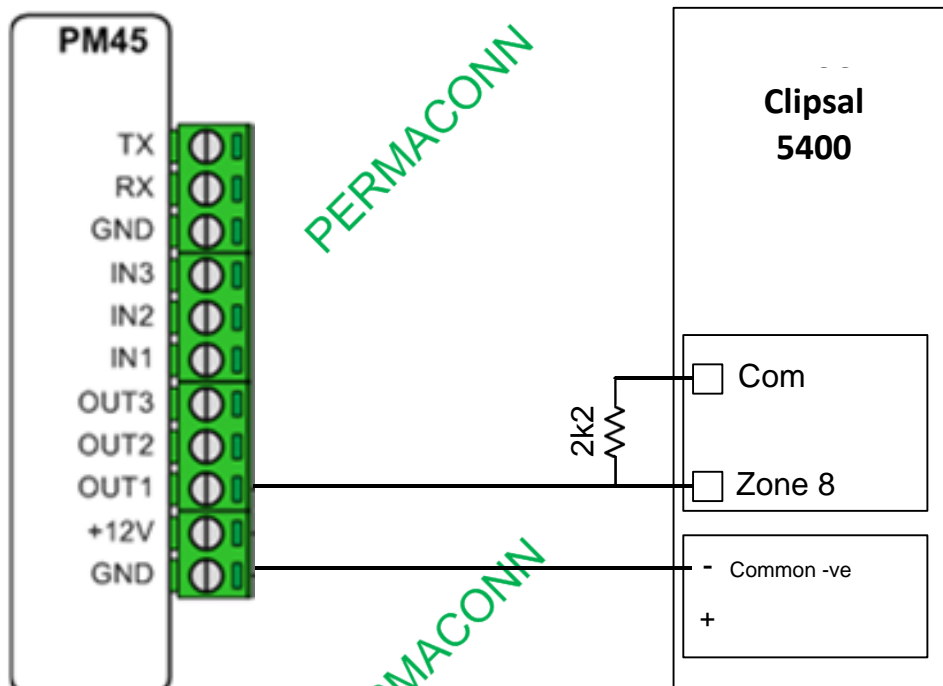 PM45
TX
RX
GND
IN3
IN2
IN1
OUT3
OUT2
OUT1
+12V
GND
PERMACONN
2k2
Clipsal
5400
Com
Zone 8
- Common -ve
+